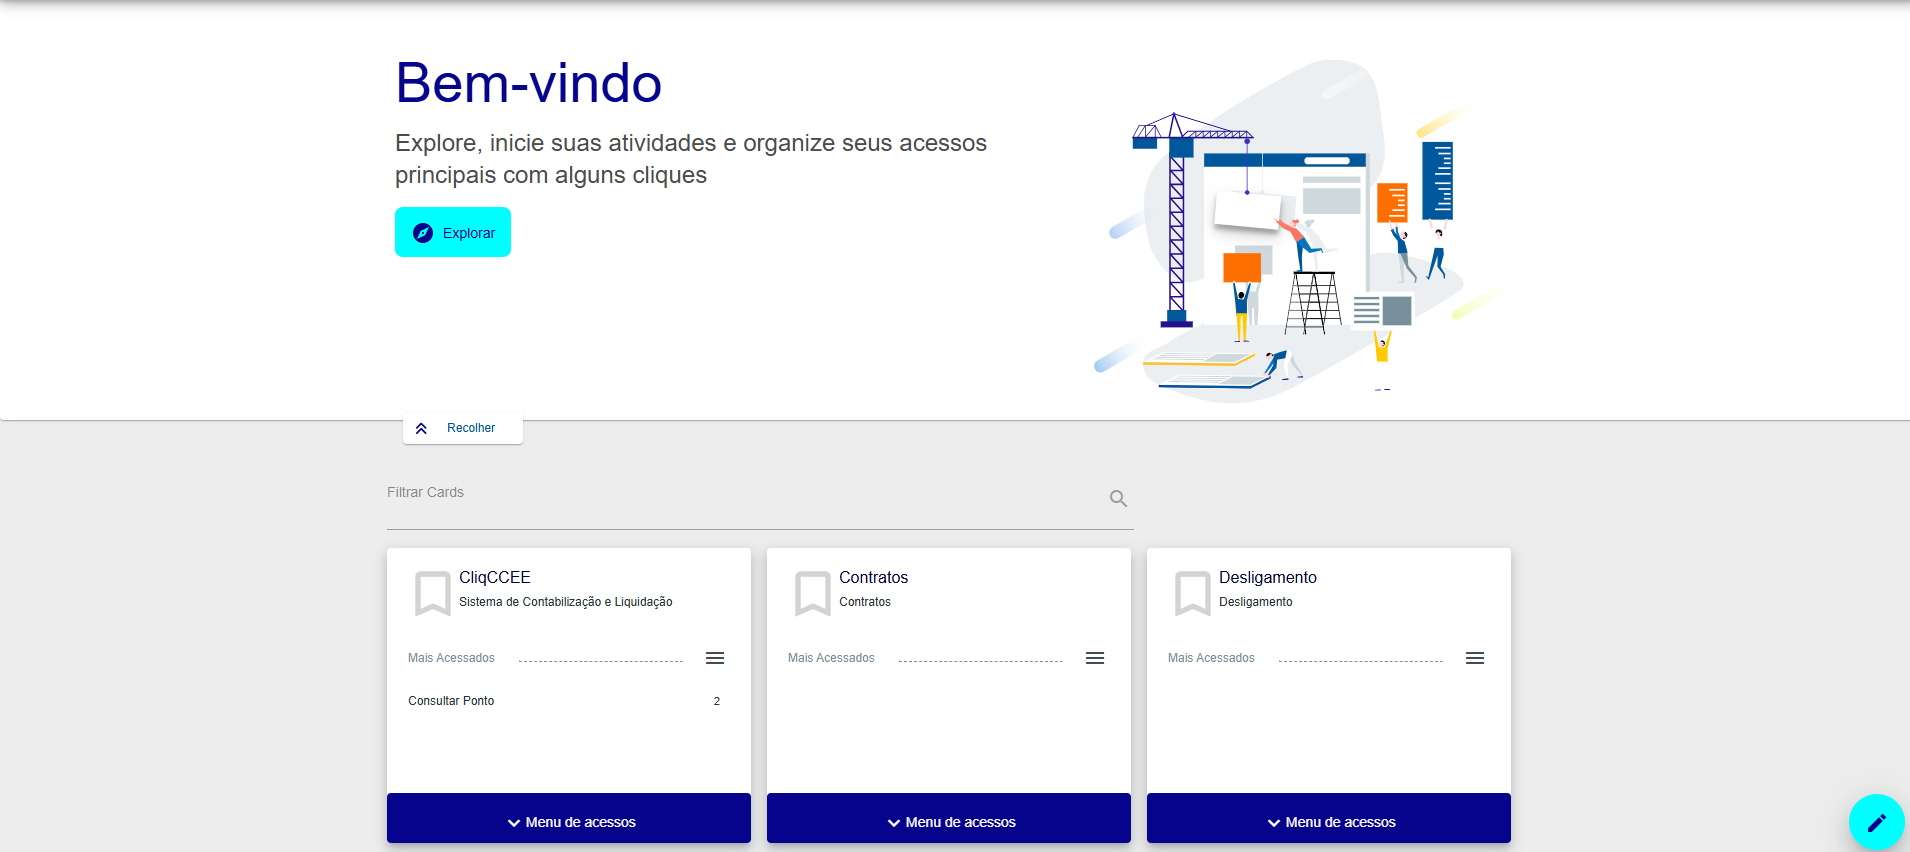 Bem-vindo
Explore, inicie suas atividades e organize seus acessos
principais com alguns cliques
Explorar
Recolher
Filtrar Cards
CliqCCEE
Sistema de Contabilização e Liquidação
Mais Acessados
Consultar Ponto 2
Menu de acessos
Contratos
Contratos
Mais Acessados
Menu de acessos
Desligamento
Desligamento
Mais Acessados
Menu de acessos